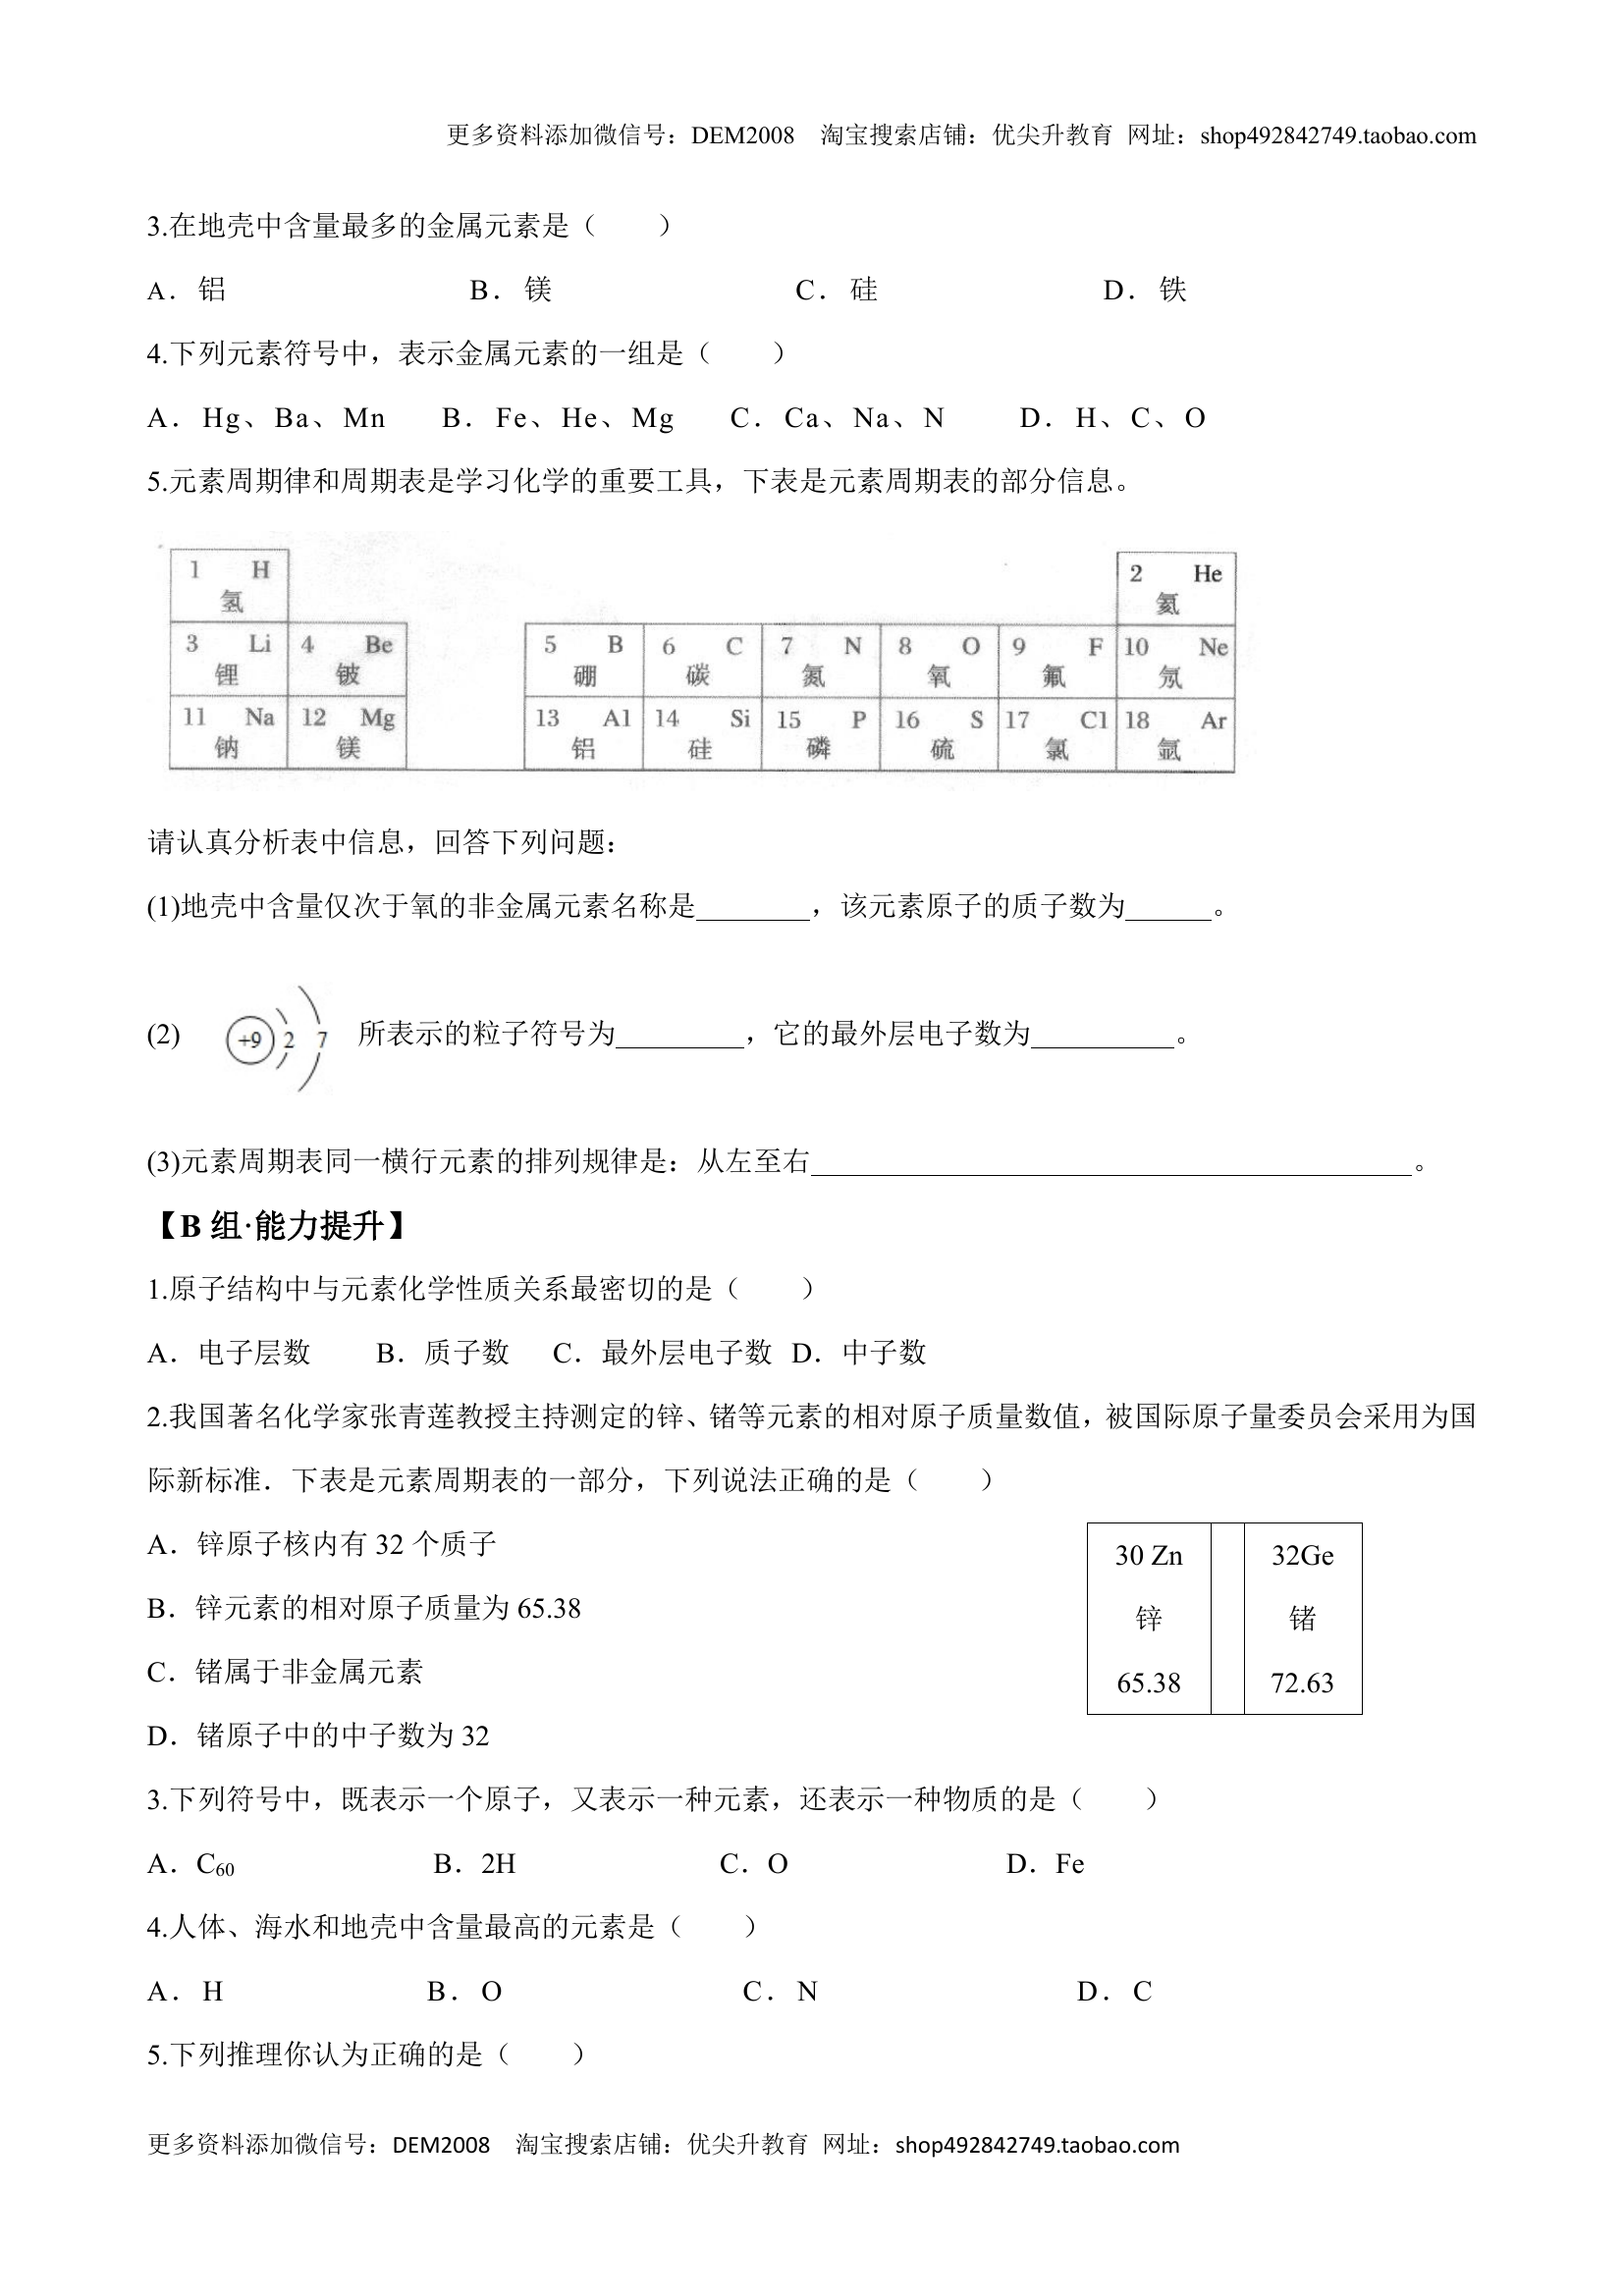 更多资料添加微信号：DEM2008 淘宝搜索店铺：优尖升教育 网址：shop492842749.taobao.com
3.在地壳中含量最多的金属元素是（　　）
A．铝 B．镁 C．硅 D．铁
4.下列元素符号中，表示金属元素的一组是（　　）
A．Hg、Ba、Mn B．Fe、He、Mg C．Ca、Na、N D．H、C、O
5.元素周期律和周期表是学习化学的重要工具，下表是元素周期表的部分信息。
1 H 2 He
氢 氦
3 Li 4 Be 5 B 6 C 7 N 8 O 9 F 10 Ne
锂 铍 硼 碳 氮 氧 氟 氖
11 Na 12 Mg 13 Al 14 Si 15 P 16 S 17 Cl 18 Ar
钠 镁 铝 硅 磷 硫 氯 氩
请认真分析表中信息，回答下列问题：
(1)地壳中含量仅次于氧的非金属元素名称是________，该元素原子的质子数为______。
(2) +9 2 7 所表示的粒子符号为_________，它的最外层电子数为__________。
(3)元素周期表同一横行元素的排列规律是：从左至右__________________________________________。
【B 组·能力提升】
1.原子结构中与元素化学性质关系最密切的是（　　）
A．电子层数 B．质子数 C．最外层电子数 D．中子数
2.我国著名化学家张青莲教授主持测定的锌、锗等元素的相对原子质量数值，被国际原子量委员会采用为国
际新标准．下表是元素周期表的一部分，下列说法正确的是（　　）
A．锌原子核内有 32 个质子
B．锌元素的相对原子质量为 65.38
C．锗属于非金属元素
D．锗原子中的中子数为 32
30 Zn 32Ge
锌 锗
65.38 72.63
3.下列符号中，既表示一个原子，又表示一种元素，还表示一种物质的是（　　）
A．C₆₀ B．2H C．O D．Fe
4.人体、海水和地壳中含量最高的元素是（　　）
A．H B．O C．N D．C
5.下列推理你认为正确的是（　　）
更多资料添加微信号：DEM2008 淘宝搜索店铺：优尖升教育 网址：shop492842749.taobao.com